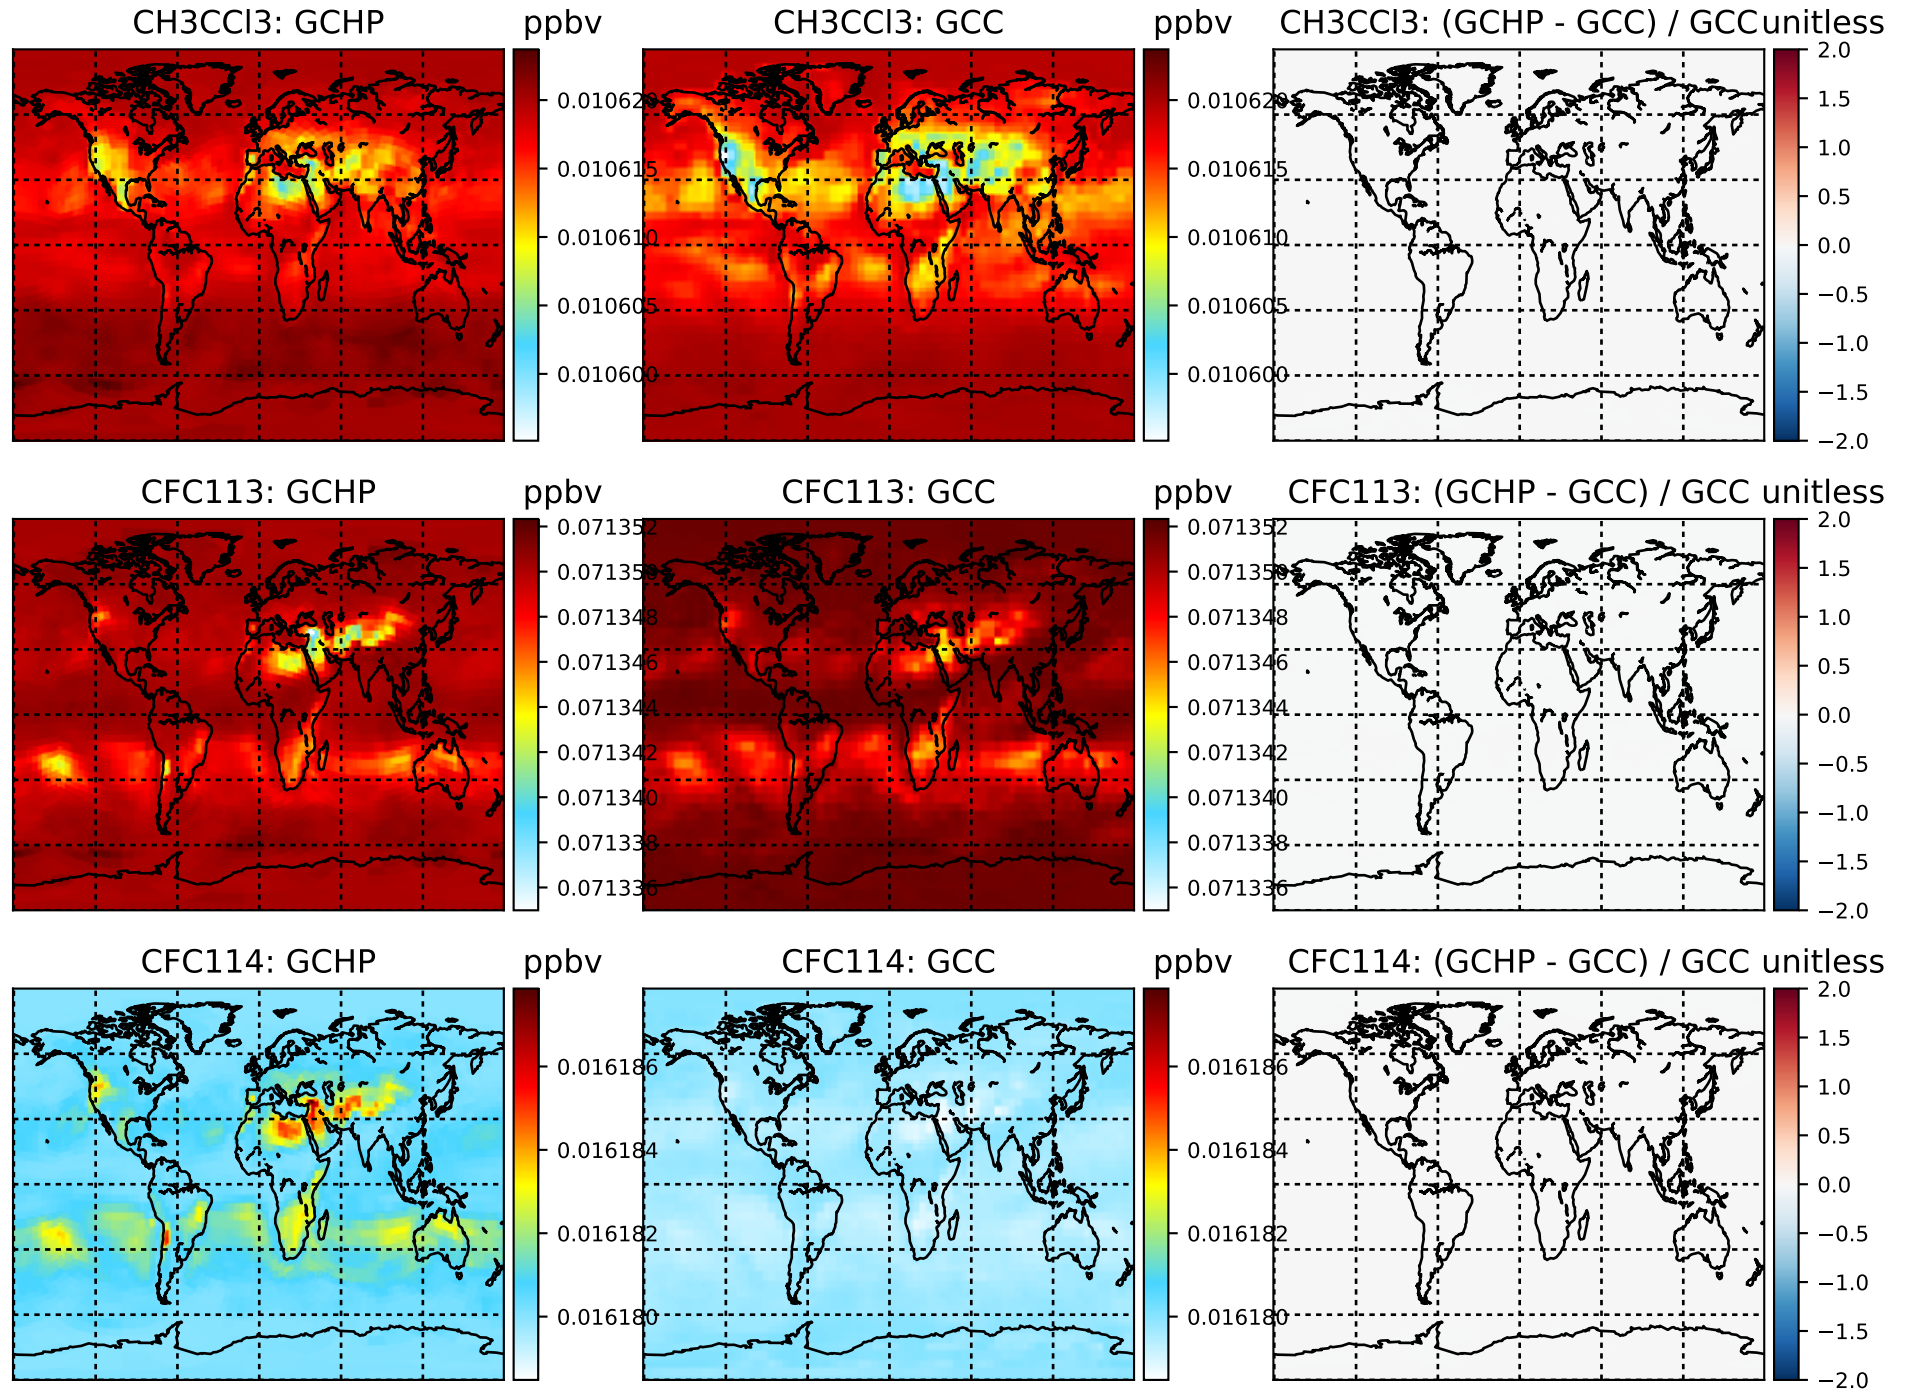 CH3CCl3: GCHP ppbv CH3CCl3: GCC ppbv CH3CCl3: (GCHP - GCC) / GCC unitless
0.010620 0.010620 2.0
0.010615 0.010615 1.5
0.010610 0.010610 1.0
0.010605 0.010605 0.5
0.010600 0.010600 0.0
−0.5
−1.0
−1.5
−2.0
CFC113: GCHP ppbv CFC113: GCC ppbv CFC113: (GCHP - GCC) / GCC unitless
0.071352 0.071352 2.0
0.071350 0.071350 1.5
0.071348 0.071348 1.0
0.071346 0.071346 0.5
0.071344 0.071344 0.0
0.071342 0.071342 −0.5
0.071340 0.071340 −1.0
0.071338 0.071338 −1.5
0.071336 0.071336 −2.0
CFC114: GCHP ppbv CFC114: GCC ppbv CFC114: (GCHP - GCC) / GCC unitless
0.016186 0.016186 2.0
0.016184 0.016184 1.5
0.016182 0.016182 1.0
0.016180 0.016180 0.5
0.0
−0.5
−1.0
−1.5
−2.0